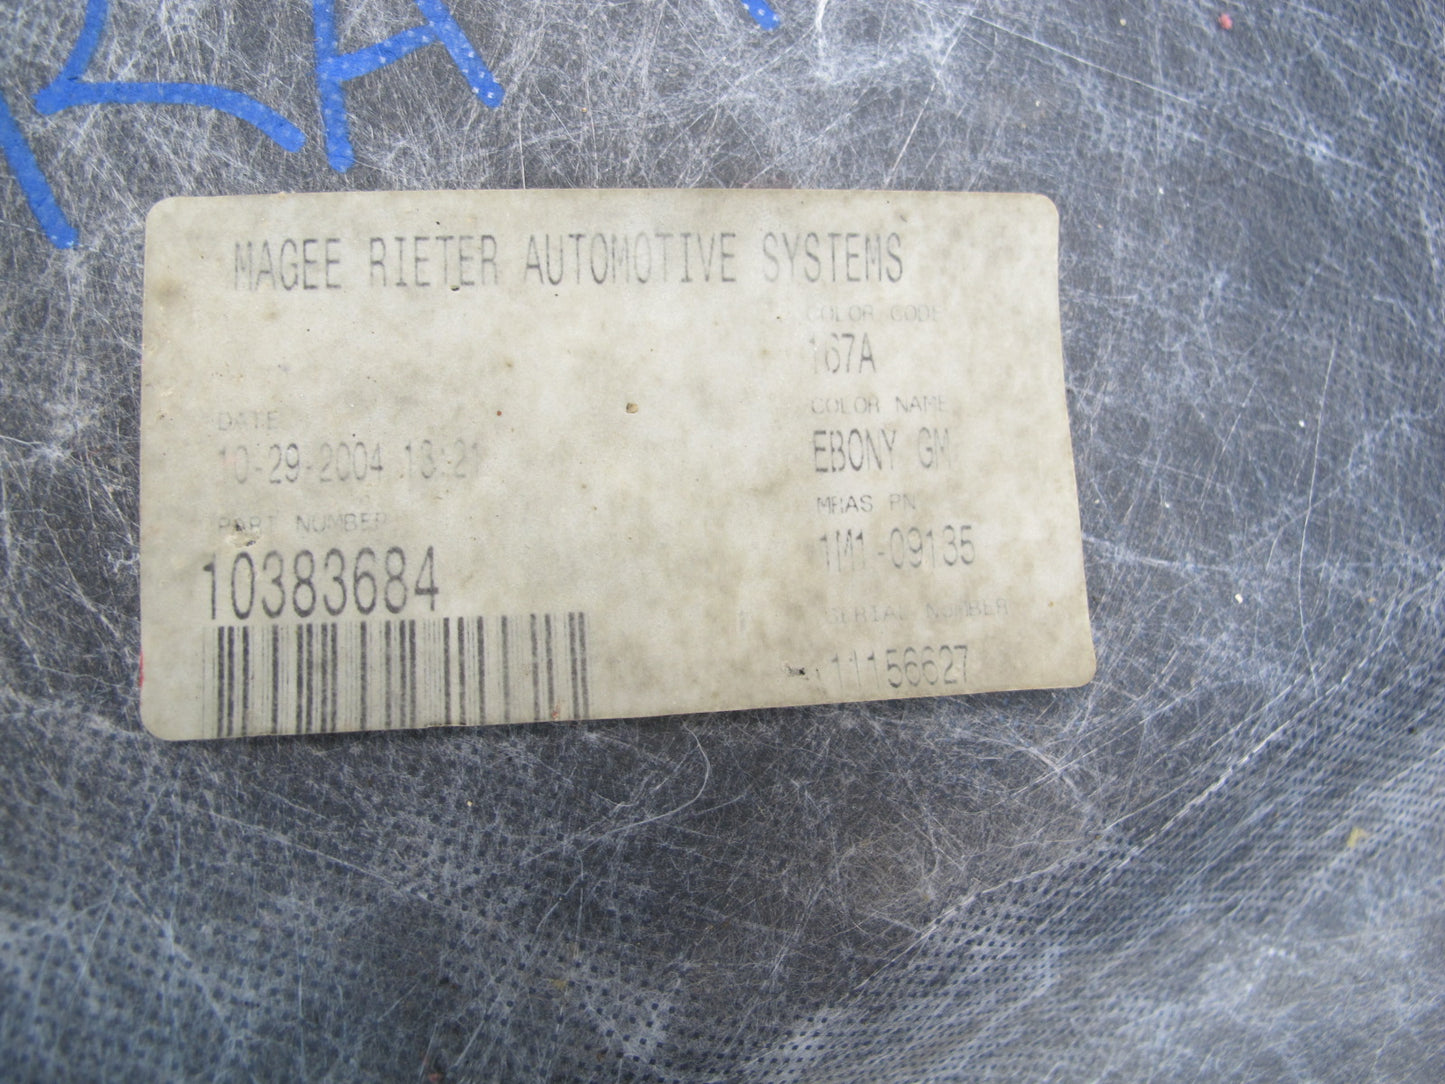 MAGEE RIETER AUTOMOTIVE SYSTEMS
COLOR CODE
167A
DATE
COLOR NAME
10-29-2004 13:21
EBONY GM
PART NUMBER
MRAS PN
10383684
1M1-09135
SERIAL NUMBER
11156627